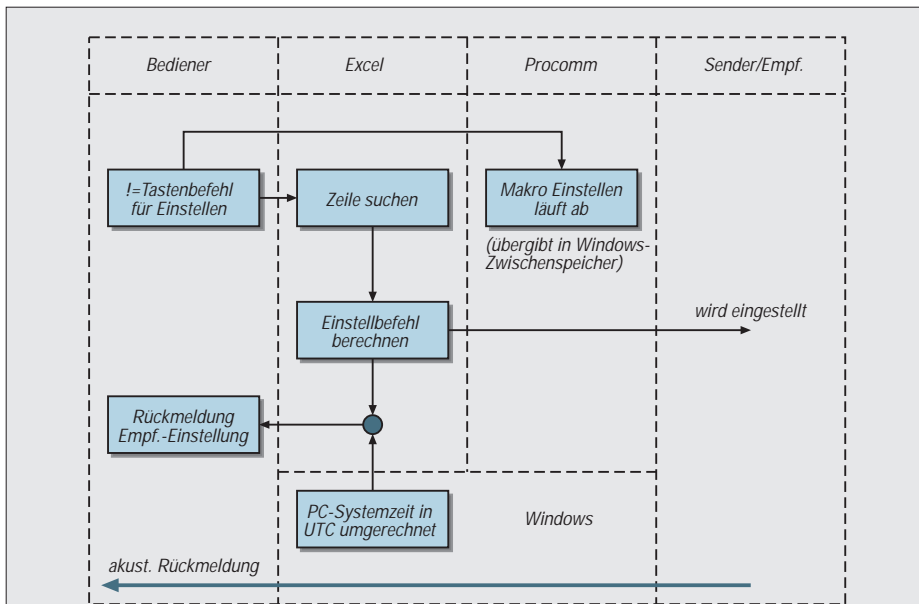 Bediener
Excel
Procomm
Sender/Empf.
!=Tastenbefehl
für Einstellen
Zeile suchen
Makro Einstellen
läuft ab
(übergibt in Windows-
Zwischenspeicher)
Einstellbefehl
berechnen
wird eingestellt
Rückmeldung
Empf.-Einstellung
PC-Systemzeit in
UTC umgerechnet
Windows
akust. Rückmeldung